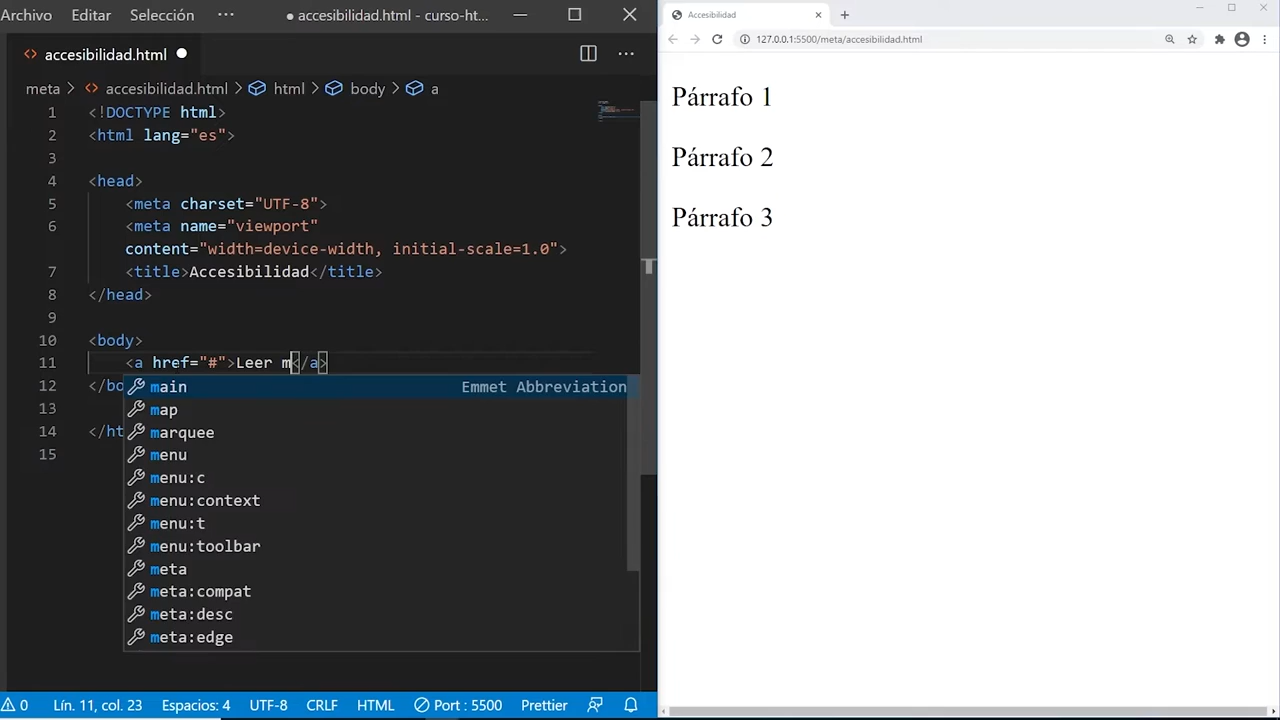 Archivo Editar Selección ··· ● accesibilidad.html - curso-ht...
accesibilidad.html
meta > accesibilidad.html > html > body > a
1 <!DOCTYPE html>
2 <html lang="es">
3
4 <head>
5 <meta charset="UTF-8">
6 <meta name="viewport"
content="width=device-width, initial-scale=1.0">
7 <title>Accesibilidad</title>
8 </head>
9
10 <body>
11 <a href="#">Leer m</a>
12 </bo
13
14 </ht
15
main Emmet Abbreviation
map
marquee
menu
menu:c
menu:context
menu:t
menu:toolbar
meta
meta:compat
meta:desc
meta:edge
0 Lín. 11, col. 23 Espacios: 4 UTF-8 CRLF HTML Port : 5500 Prettier
Accesibilidad
127.0.0.1:5500/meta/accesibilidad.html
Párrafo 1
Párrafo 2
Párrafo 3